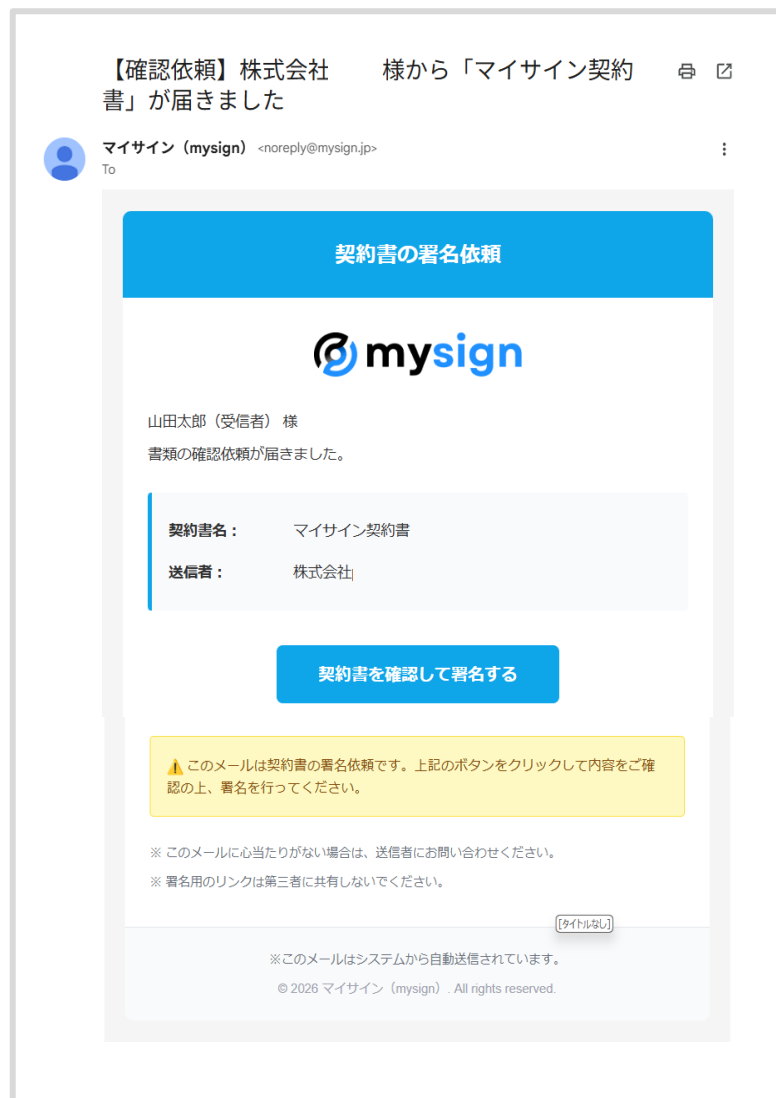 【確認依頼】株式会社 様から「マイサイン契約
書」が届きました
マイサイン（mysign） <noreply@mysign.jp>
To
契約書の署名依頼
mysign
山田太郎（受信者） 様
書類の確認依頼が届きました。
契約書名： マイサイン契約書
送信者： 株式会社
契約書を確認して署名する
⚠️ このメールは契約書の署名依頼です。上記のボタンをクリックして内容をご確
認の上、署名を行ってください。
※ このメールに心当たりがない場合は、送信者にお問い合わせください。
※ 署名用のリンクは第三者に共有しないでください。
[タイトルなし]
※このメールはシステムから自動送信されています。
© 2026 マイサイン（mysign）. All rights reserved.